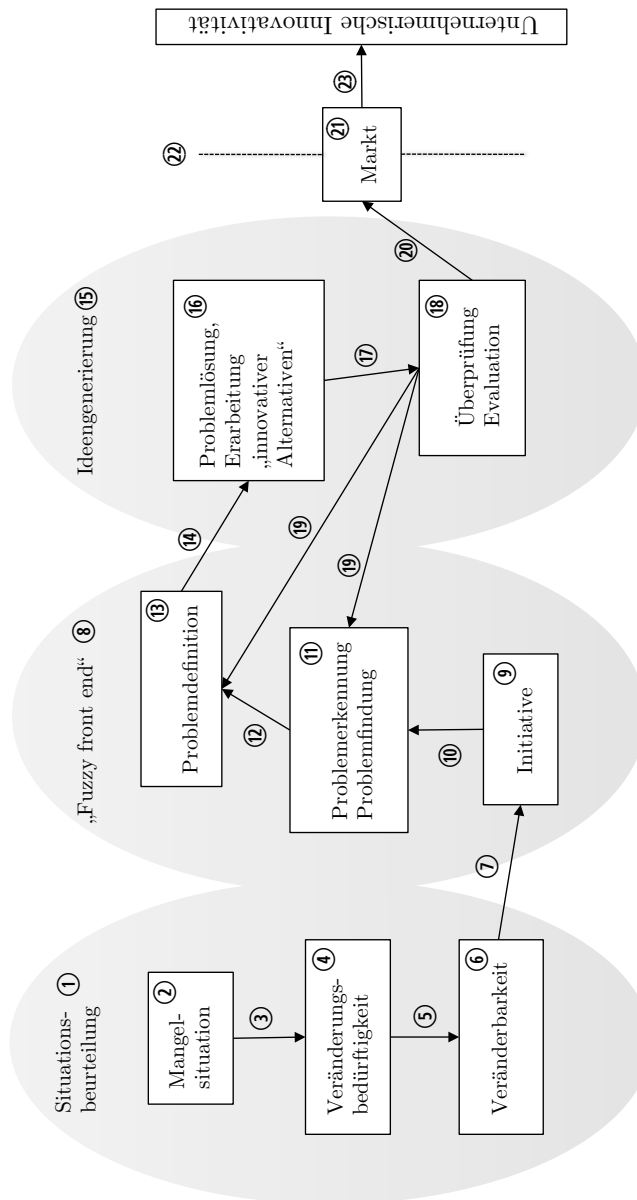 Situations- ①
beurteilung
②
Mangel-
situation
③
④
Veränderungs-
bedürftigkeit
⑤
⑥
Veränderbarkeit
⑦
„Fuzzy front end“ ⑧
⑬
Problemdefinition
⑫
⑪
Problemerkennung
Problemfindung
⑩
⑨
Initiative
⑭
⑲
⑲
Ideengenerierung ⑮
⑯
Problemlösung,
Erarbeitung
„innovativer
Alternativen“
⑰
⑱
Überprüfung
Evaluation
⑳
㉒
㉑
Markt
㉓
Unternehmerische Innovativität